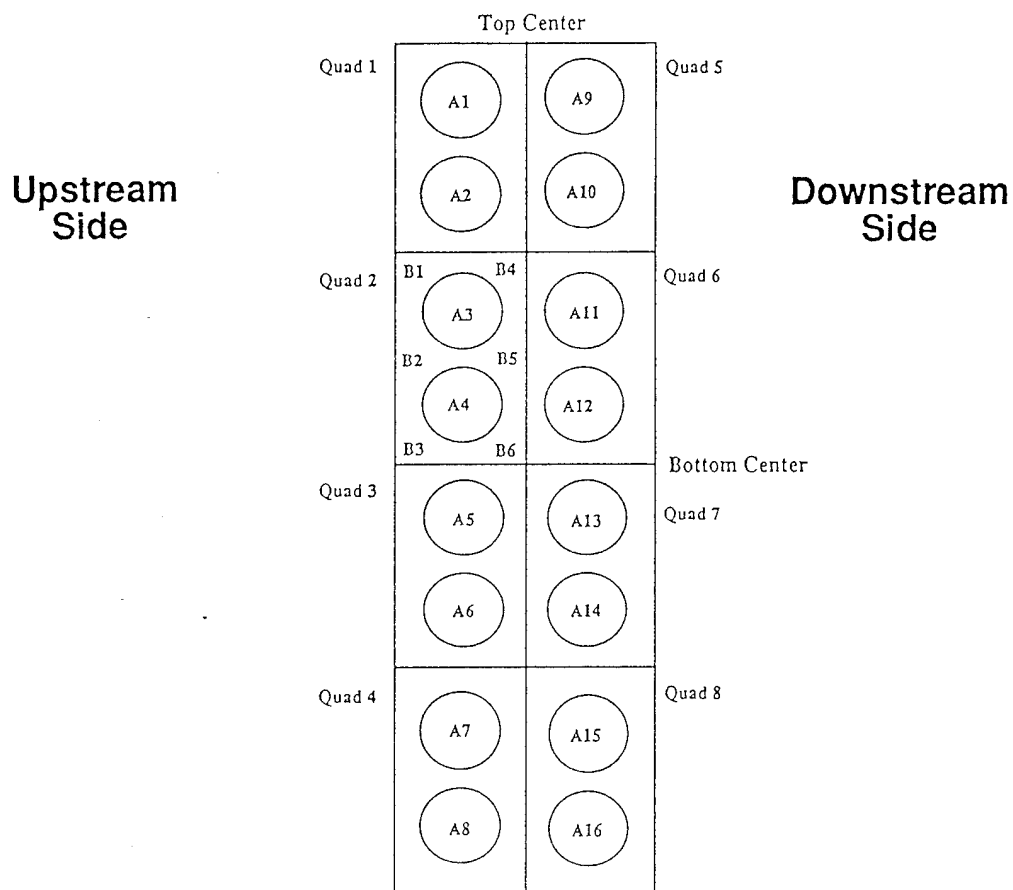 Top Center
Quad 1
Quad 5
A1
A9
Upstream
Side
Downstream
Side
A2
A10
Quad 2
B1
B4
Quad 6
A3
A11
B2
B5
A4
A12
B3
B6
Bottom Center
Quad 3
A5
A13
Quad 7
A6
A14
Quad 4
Quad 8
A7
A15
A8
A16